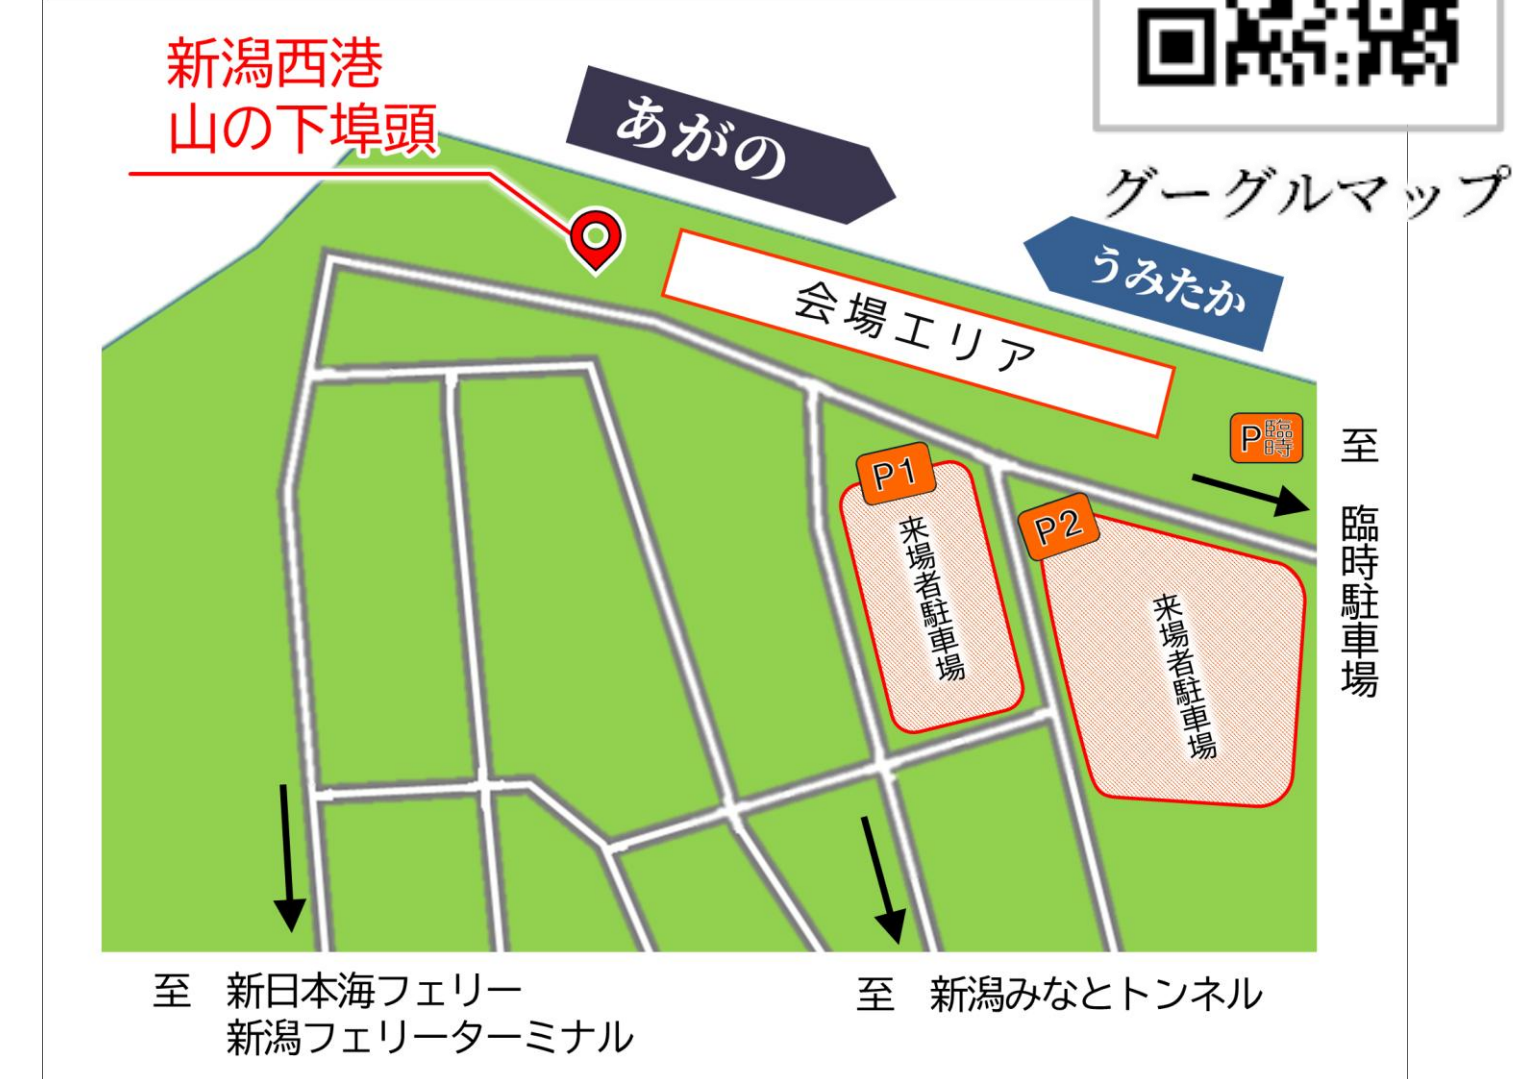 新潟西港
山の下埠頭
あがの
グーグルマップ
うみたか
会場エリア
P臨時
至 臨時駐車場
P1
来場者駐車場
P2
来場者駐車場
至 新日本海フェリー
新潟フェリーターミナル
至 新潟みなとトンネル